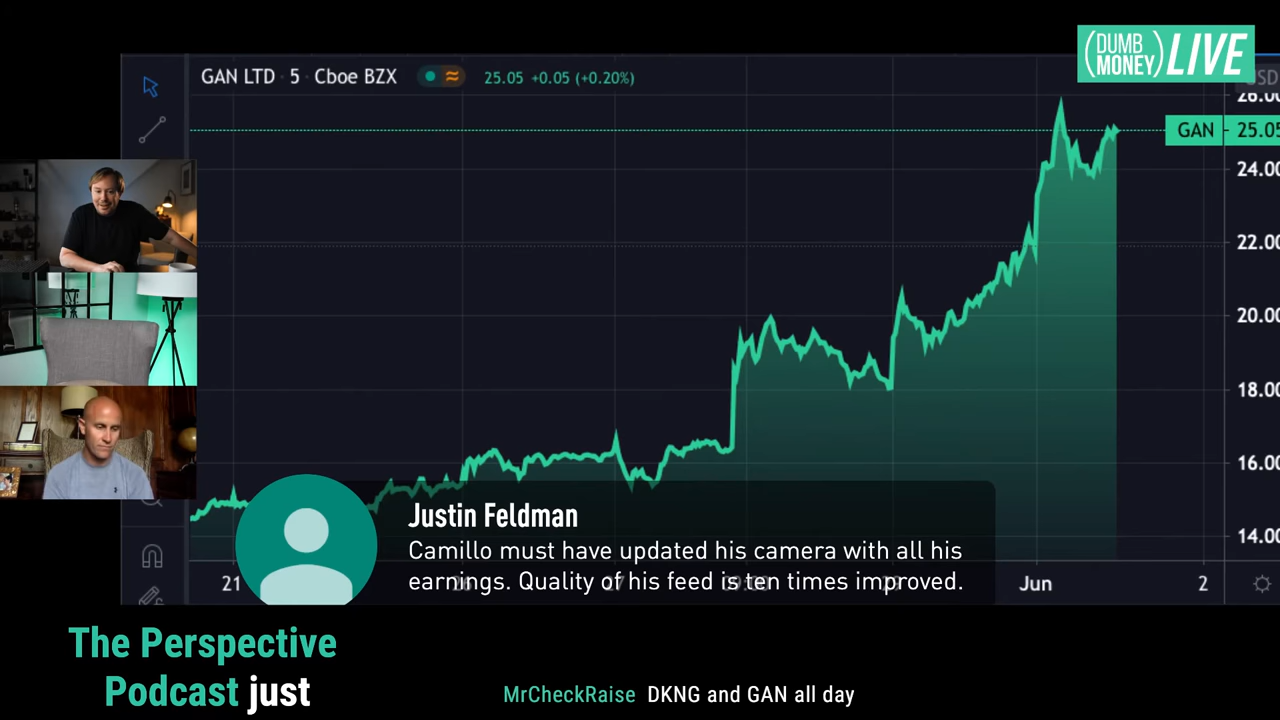 (DUMB MONEY) LIVE
GAN LTD · 5 · Cboe BZX
25.05 +0.05 (+0.20%)
26.00
GAN
25.05
24.00
22.00
20.00
18.00
16.00
14.00
Justin Feldman
Camillo must have updated his camera with all his
earnings. Quality of his feed is ten times improved.
21
Jun
2
The Perspective
Podcast just
MrCheckRaise DKNG and GAN all day